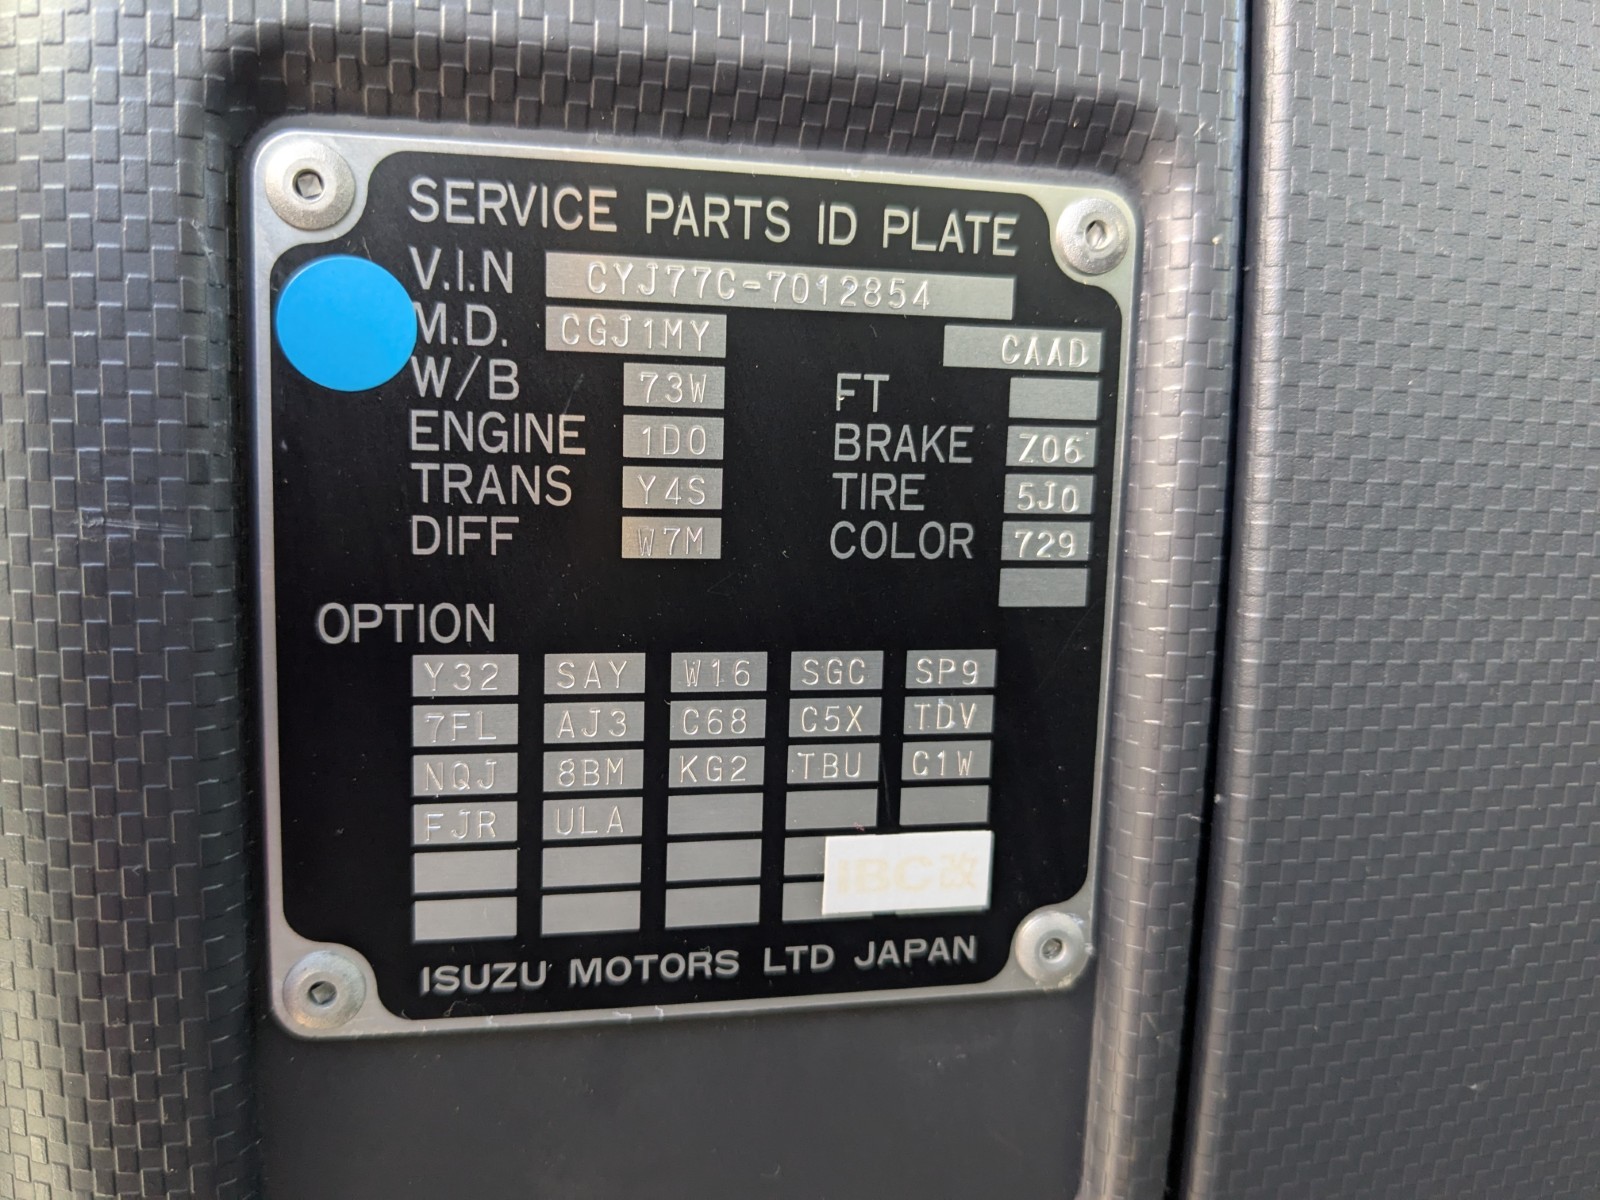 SERVICE PARTS ID PLATE
V.I.N CYJ77C-7012854
M.D. CGJ1MY CAAD
W/B 73W FT
ENGINE 1D0 BRAKE Z06
TRANS Y4S TIRE 5J0
DIFF W7M COLOR 729
OPTION
Y32 SAY W16 SGC SP9
7FL AJ3 C68 C5X TDV
NQJ 8BM KG2 TBU C1W
FJR ULA
IBC改
ISUZU MOTORS LTD JAPAN